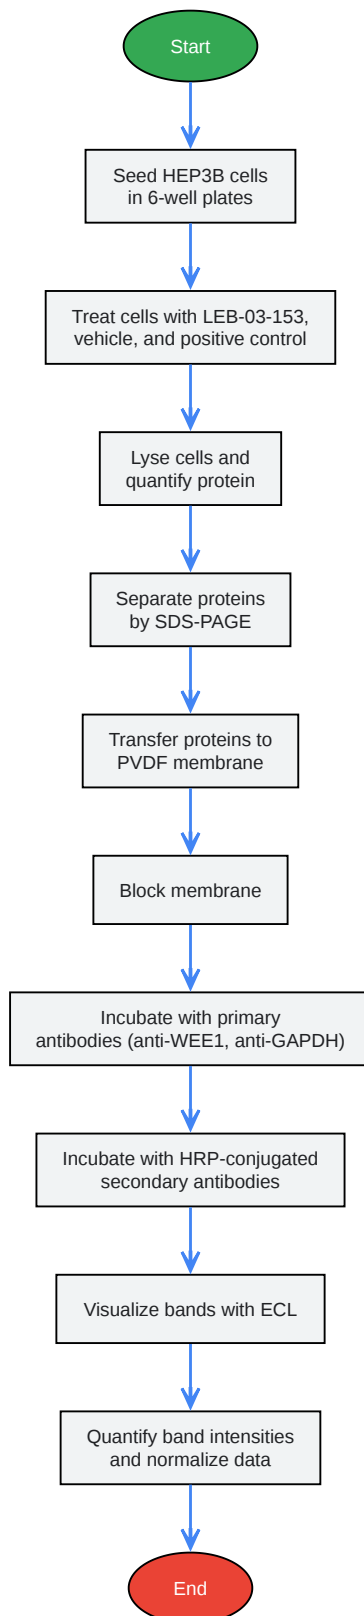 Start
Seed HEP3B cells
in 6-well plates
Treat cells with LEB-03-153,
vehicle, and positive control
Lyse cells and
quantify protein
Separate proteins
by SDS-PAGE
Transfer proteins to
PVDF membrane
Block membrane
Incubate with primary
antibodies (anti-WEE1, anti-GAPDH)
Incubate with HRP-conjugated
secondary antibodies
Visualize bands with ECL
Quantify band intensities
and normalize data
End